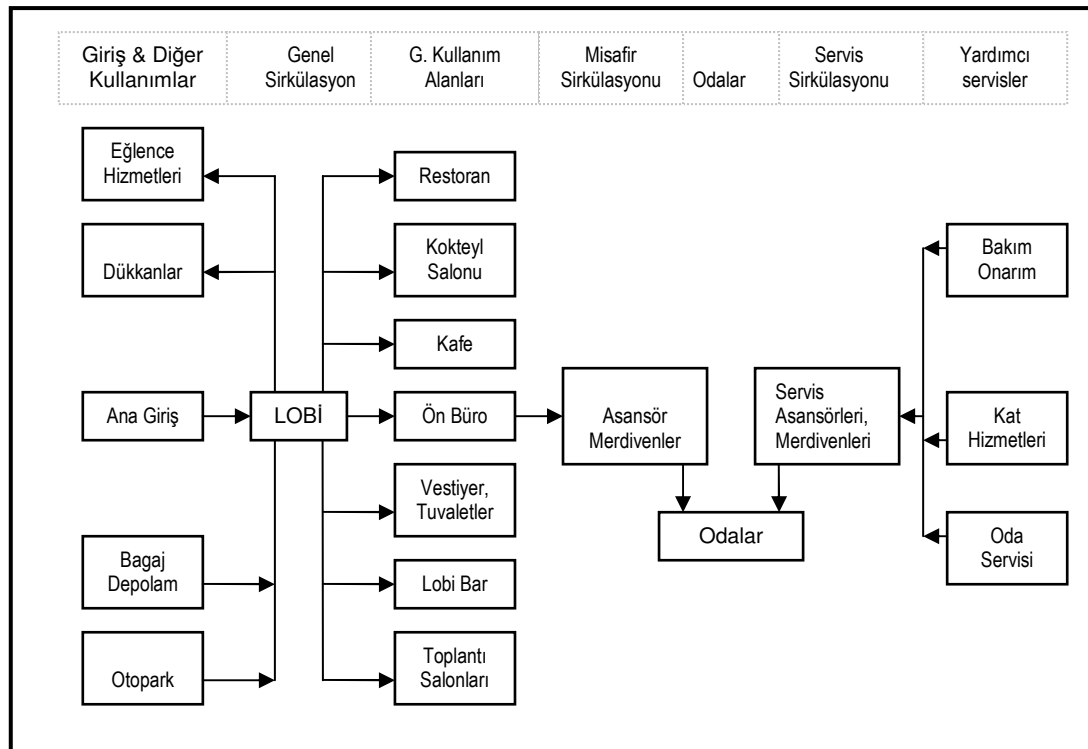 Giriş & Diğer
Kullanımlar
Genel
Sirkülasyon
G. Kullanım
Alanları
Misafir
Sirkülasyonu
Odalar
Servis
Sirkülasyonu
Yardımcı
servisler
Eğlence
Hizmetleri
Dükkanlar
Ana Giriş
Bagaj
Depolam
Otopark
LOBİ
Restoran
Kokteyl
Salonu
Kafe
Ön Büro
Vestiyer,
Tuvaletler
Lobi Bar
Toplantı
Salonları
Asansör
Merdivenler
Odalar
Servis
Asansörleri,
Merdivenleri
Bakım
Onarım
Kat
Hizmetleri
Oda
Servisi